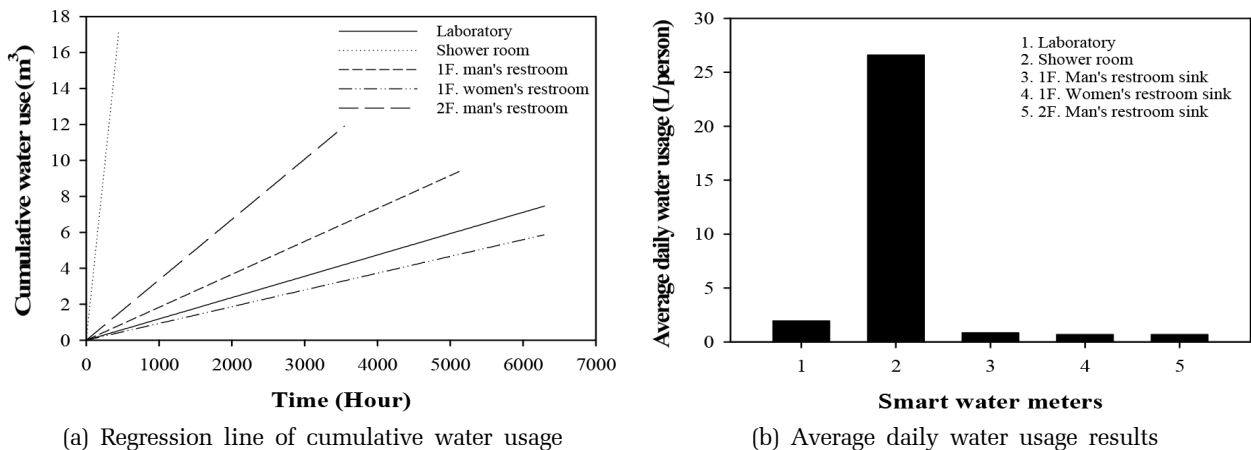 Cumulative water use (m³)
18
16
14
12
10
8
6
4
2
0
0 1000 2000 3000 4000 5000 6000 7000
Time (Hour)
Laboratory
Shower room
1F. man's restroom
1F. women's restroom
2F. man's restroom
(a) Regression line of cumulative water usage
Average daily water usage (L/person)
30
25
20
15
10
5
0
1 2 3 4 5
Smart water meters
1. Laboratory
2. Shower room
3. 1F. Man's restroom sink
4. 1F. Women's restroom sink
5. 2F. Man's restroom sink
(b) Average daily water usage results